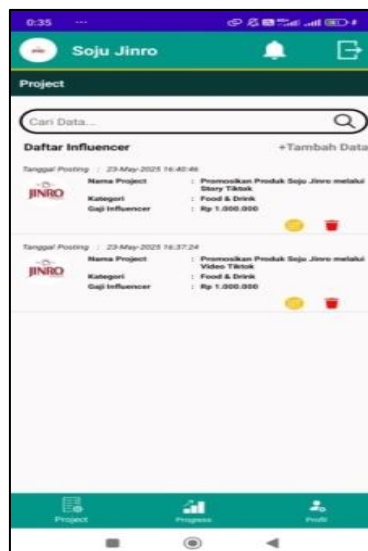 0:35 ...
Soju Jinro
Project
Cari Data...
Daftar Influencer +Tambah Data
Tanggal Posting : 23-May-2025 16:40:46
JINRO
Nama Project : Promosikan Produk Soju Jinro melalui
Story Tiktok
Kategori : Food & Drink
Gaji Influencer : Rp 1.000.000
Tanggal Posting : 23-May-2025 16:37:24
JINRO
Nama Project : Promosikan Produk Soju Jinro melalui
Video Tiktok
Kategori : Food & Drink
Gaji Influencer : Rp 1.000.000
Project Progress Profil